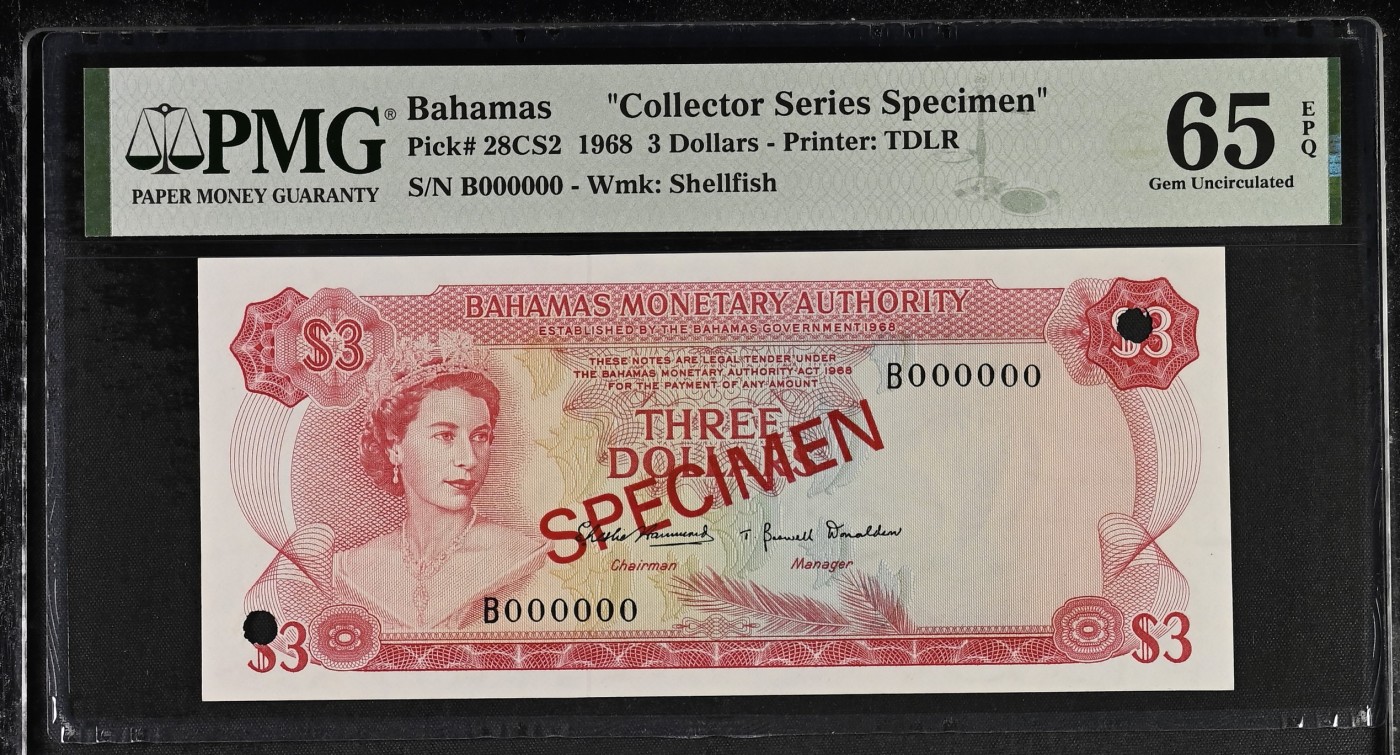 PMG®
PAPER MONEY GUARANTY
Bahamas "Collector Series Specimen"
Pick# 28CS2 1968 3 Dollars - Printer: TDLR
S/N B000000 - Wmk: Shellfish
65
EPQ
Gem Uncirculated
BAHAMAS MONETARY AUTHORITY
ESTABLISHED BY THE BAHAMAS GOVERNMENT 1968
$3
$3
THESE NOTES ARE LEGAL TENDER UNDER
THE BAHAMAS MONETARY AUTHORITY ACT 1968
FOR THE PAYMENT OF ANY AMOUNT
B000000
THREE
DOLLARS
SPECIMEN
Chairman
Manager
B000000
$3
$3